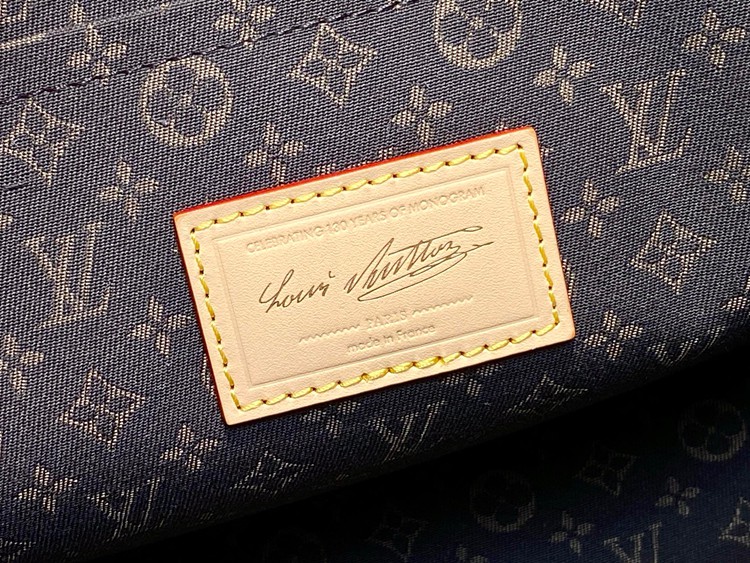 CELEBRATING 130 YEARS OF MONOGRAM
Louis Vuitton
PARIS
made in France